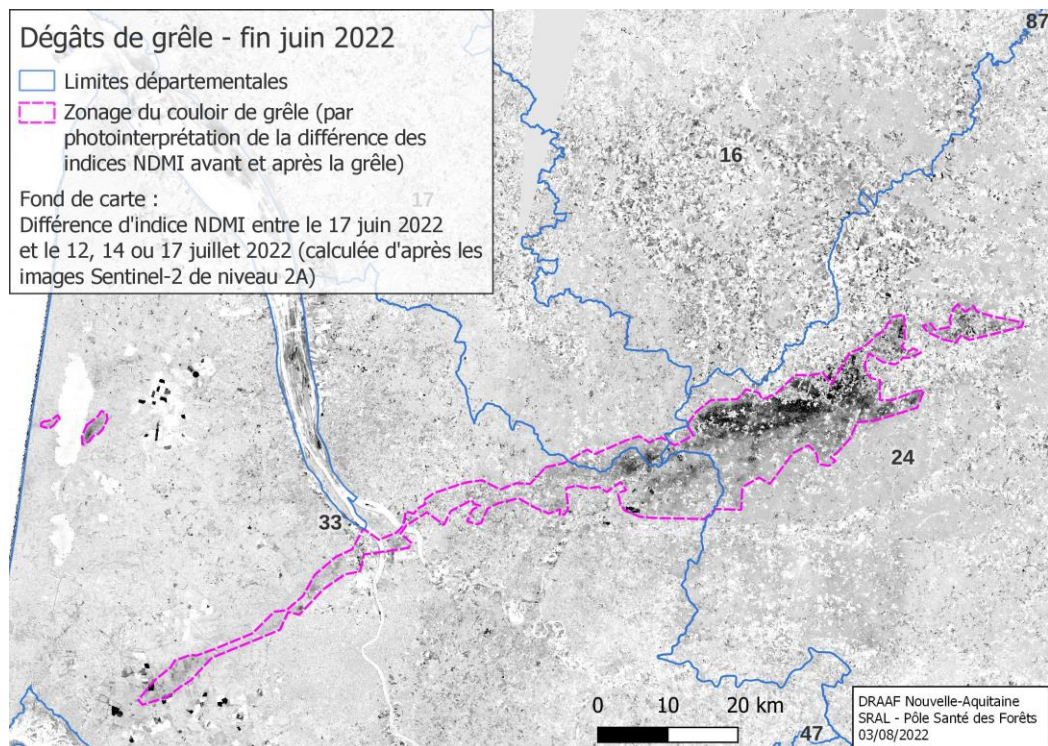 Dégâts de grêle - fin juin 2022
Limites départementales
Zonage du couloir de grêle (par
photointerprétation de la différence des
indices NDMI avant et après la grêle)
Fond de carte :
Différence d'indice NDMI entre le 17 juin 2022
et le 12, 14 ou 17 juillet 2022 (calculée d'après les
images Sentinel-2 de niveau 2A)
87
16
17
24
33
0 10 20 km
47
DRAAF Nouvelle-Aquitaine
SRAL - Pôle Santé des Forêts
03/08/2022